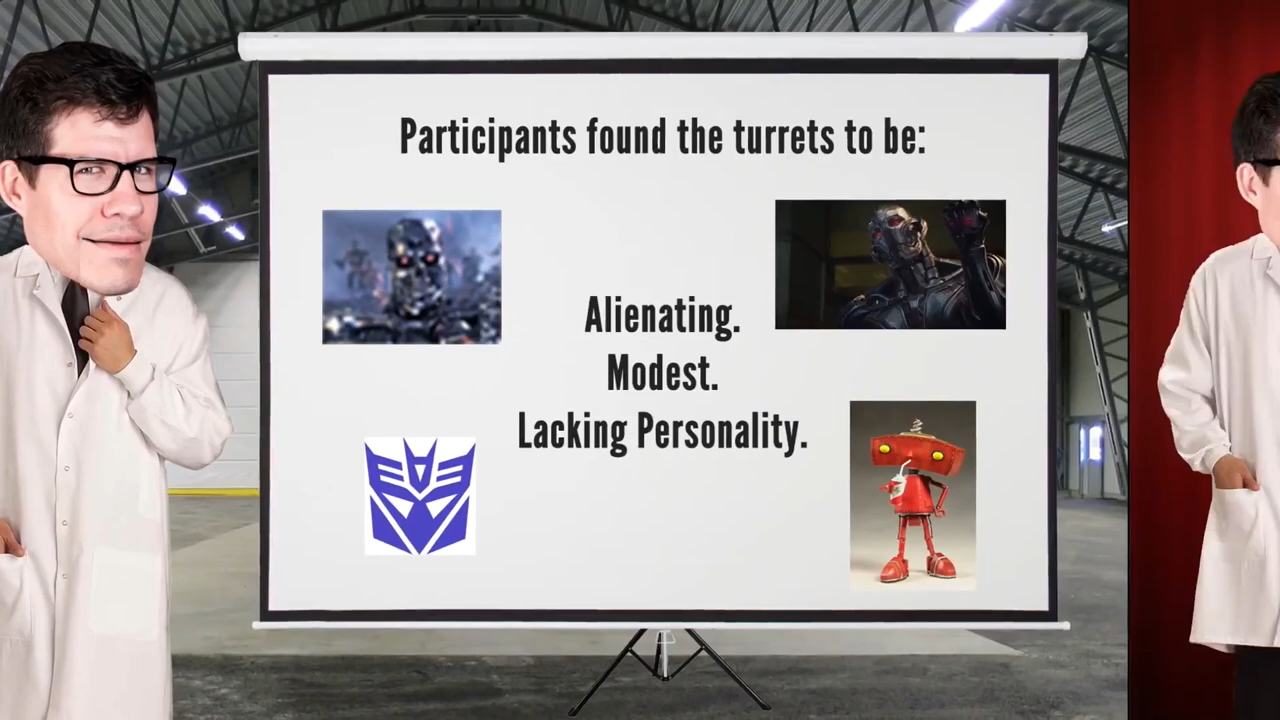 Participants found the turrets to be:
Alienating.
Modest.
Lacking Personality.